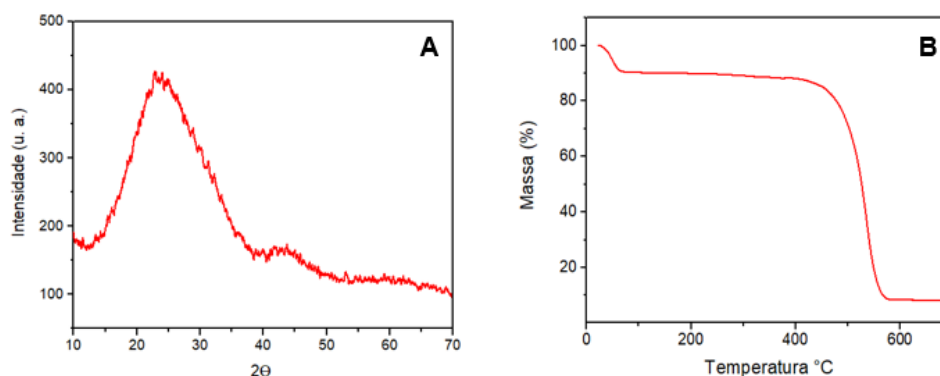 A
500
400
300
200
100
Intensidade (u. a.)
10 20 30 40 50 60 70
2Θ
B
100
80
60
40
20
Massa (%)
0 200 400 600
Temperatura °C